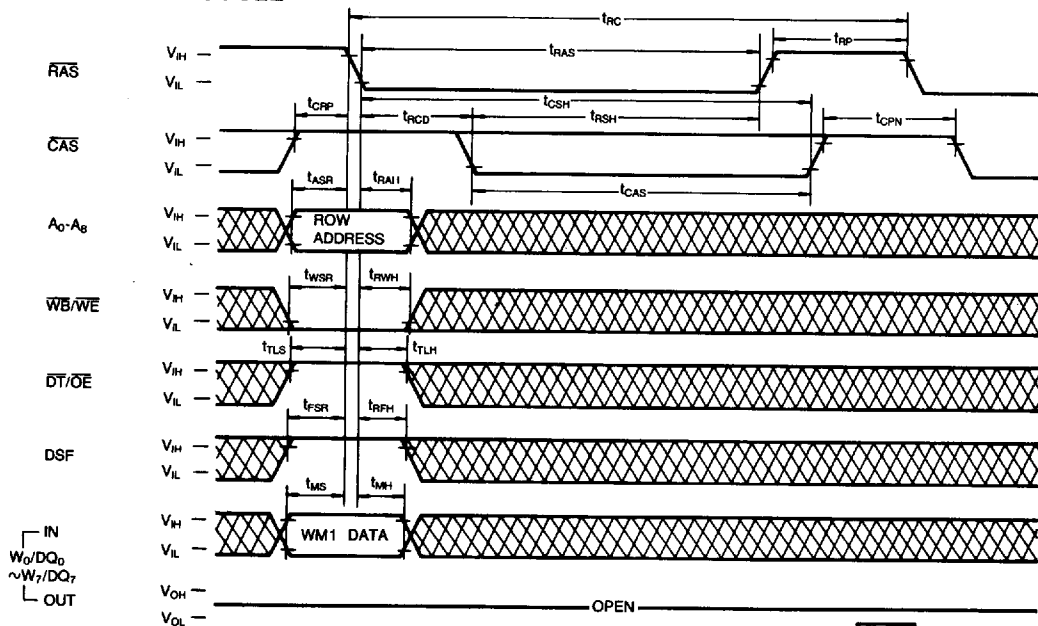 tRC
tRAS
tRP
RAS
VIH
VIL
tCSH
tCRP
tRCD
tRSH
tCPN
CAS
VIH
VIL
tCAS
tASR
tRAH
A0-A8
VIH
VIL
ROW
ADDRESS
tWSR
tRWH
WB/WE
VIH
VIL
tTLS
tTLH
DT/OE
VIH
VIL
tFSR
tRFH
DSF
VIH
VIL
tMS
tMH
IN
W0/DQ0
~W7/DQ7
OUT
VIH
VIL
WM1 DATA
VOH
VOL
OPEN